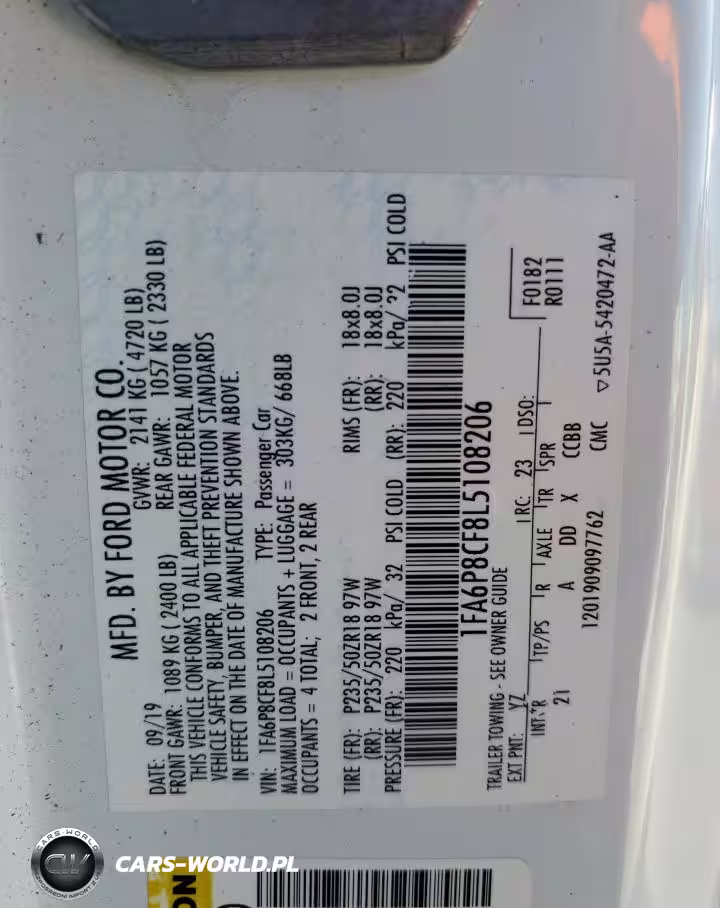 MFD. BY FORD MOTOR CO.
DATE: 09/19 GVWR: 2141 KG ( 4720 LB)
FRONT GAWR: 1089 KG ( 2400 LB) REAR GAWR: 1057 KG ( 2330 LB)
THIS VEHICLE CONFORMS TO ALL APPLICABLE FEDERAL MOTOR
VEHICLE SAFETY, BUMPER, AND THEFT PREVENTION STANDARDS
IN EFFECT ON THE DATE OF MANUFACTURE SHOWN ABOVE.
VIN: 1FA6P8CF8L5108206 TYPE: Passenger Car
MAXIMUM LOAD = OCCUPANTS + LUGGAGE = 303KG/ 668LB
OCCUPANTS = 4 TOTAL; 2 FRONT, 2 REAR
TIRE (FR): P235/50ZR18 97W RIMS (FR): 18x8.0J
(RR): P235/50ZR18 97W (RR): 18x8.0J
PRESSURE (FR): 220 kPa/ 32 PSI COLD (RR): 220 kPa/ 32 PSI COLD
1FA6P8CF8L5108206
TRAILER TOWING - SEE OWNER GUIDE
EXT PNT: YZ RC: 23 DSO: F0182
R0111
INT TR TP/PS R AXLE TR SPR
21 A DD X CCBB
1201909097762 CMC ▽5U5A-5420472-AA
CARS-WORLD
CW
CARS-WORLD.PL
ON